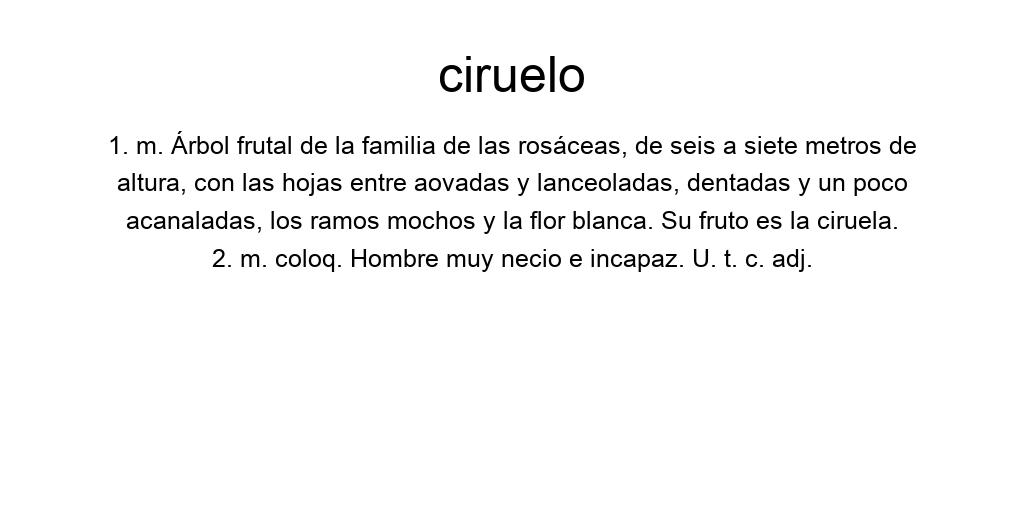 ciruelo
1. m. Árbol frutal de la familia de las rosáceas, de seis a siete metros de
altura, con las hojas entre aovadas y lanceoladas, dentadas y un poco
acanaladas, los ramos mochos y la flor blanca. Su fruto es la ciruela.
2. m. coloq. Hombre muy necio e incapaz. U. t. c. adj.